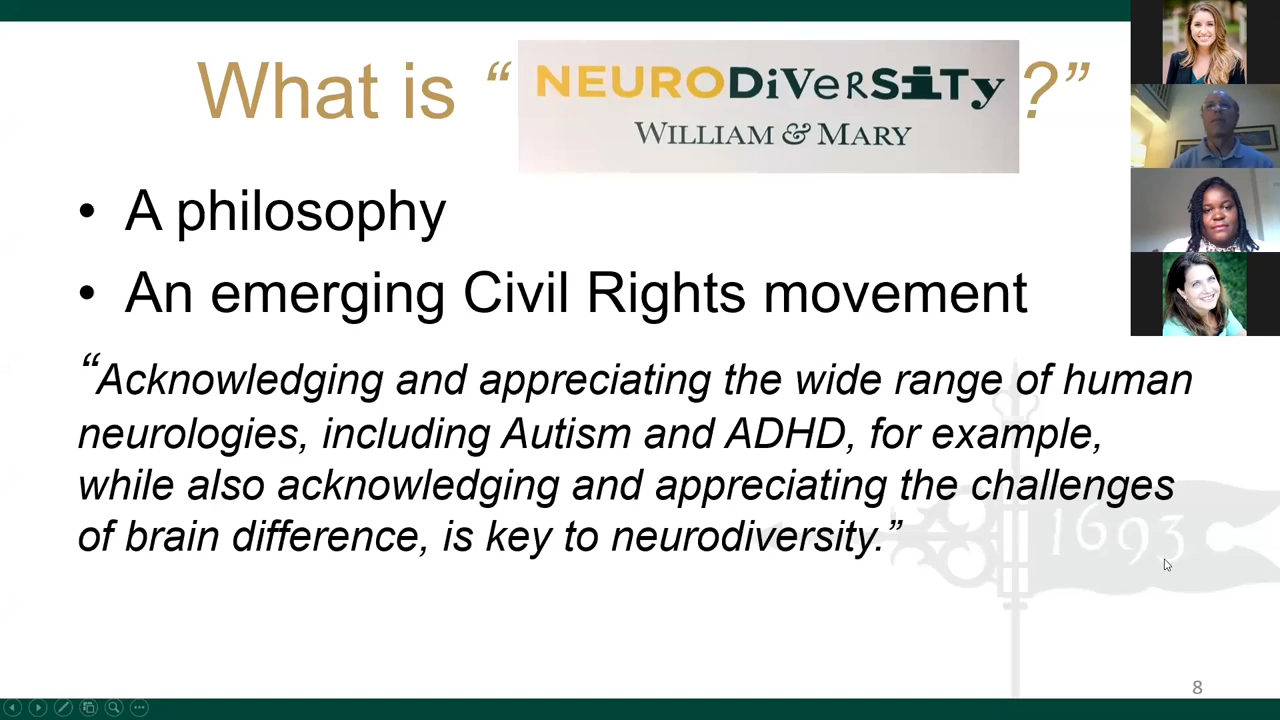 What is “ NEURODiVeRSiTy ?”
WILLIAM & MARY
• A philosophy
• An emerging Civil Rights movement
“Acknowledging and appreciating the wide range of human
neurologies, including Autism and ADHD, for example,
while also acknowledging and appreciating the challenges
of brain difference, is key to neurodiversity.”
1693
8